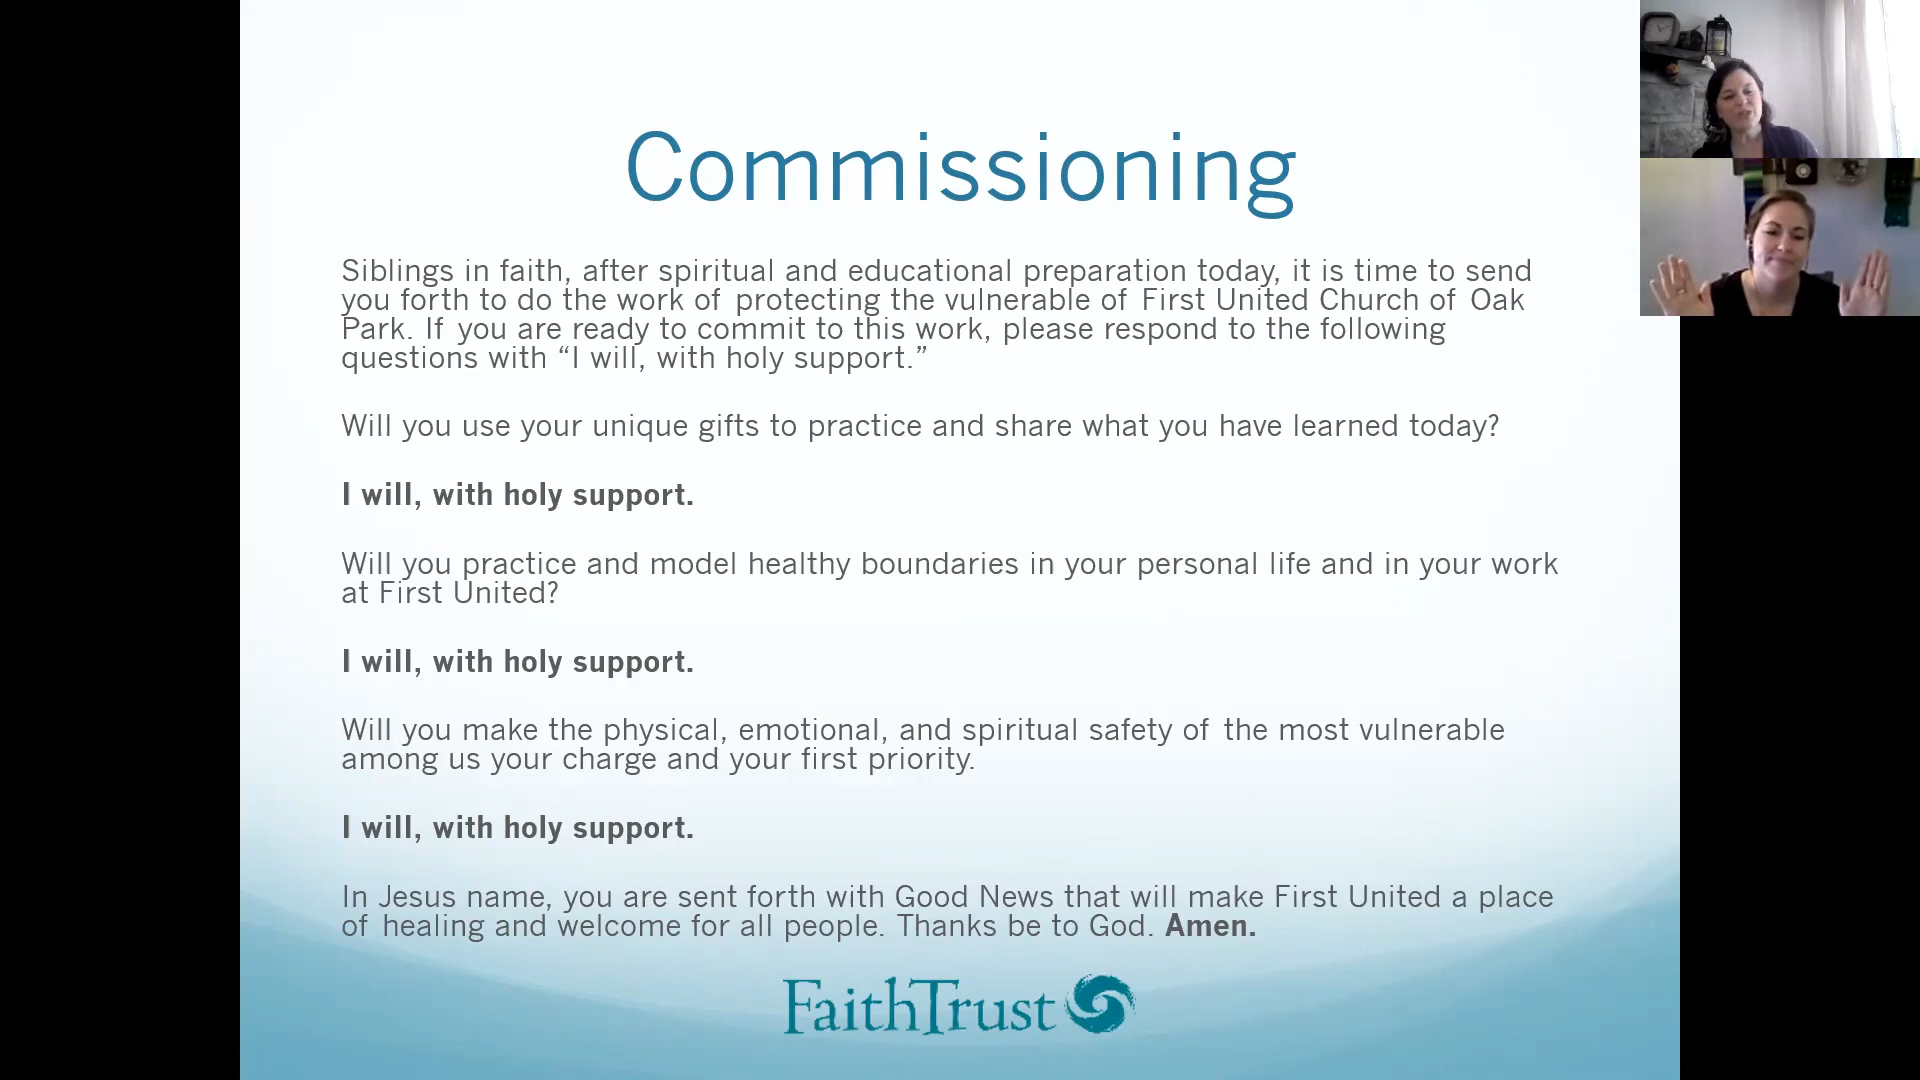 Commissioning
Siblings in faith, after spiritual and educational preparation today, it is time to send
you forth to do the work of protecting the vulnerable of First United Church of Oak
Park. If you are ready to commit to this work, please respond to the following
questions with “I will, with holy support.”
Will you use your unique gifts to practice and share what you have learned today?
I will, with holy support.
Will you practice and model healthy boundaries in your personal life and in your work
at First United?
I will, with holy support.
Will you make the physical, emotional, and spiritual safety of the most vulnerable
among us your charge and your first priority.
I will, with holy support.
In Jesus name, you are sent forth with Good News that will make First United a place
of healing and welcome for all people. Thanks be to God. Amen.
FaithTrust